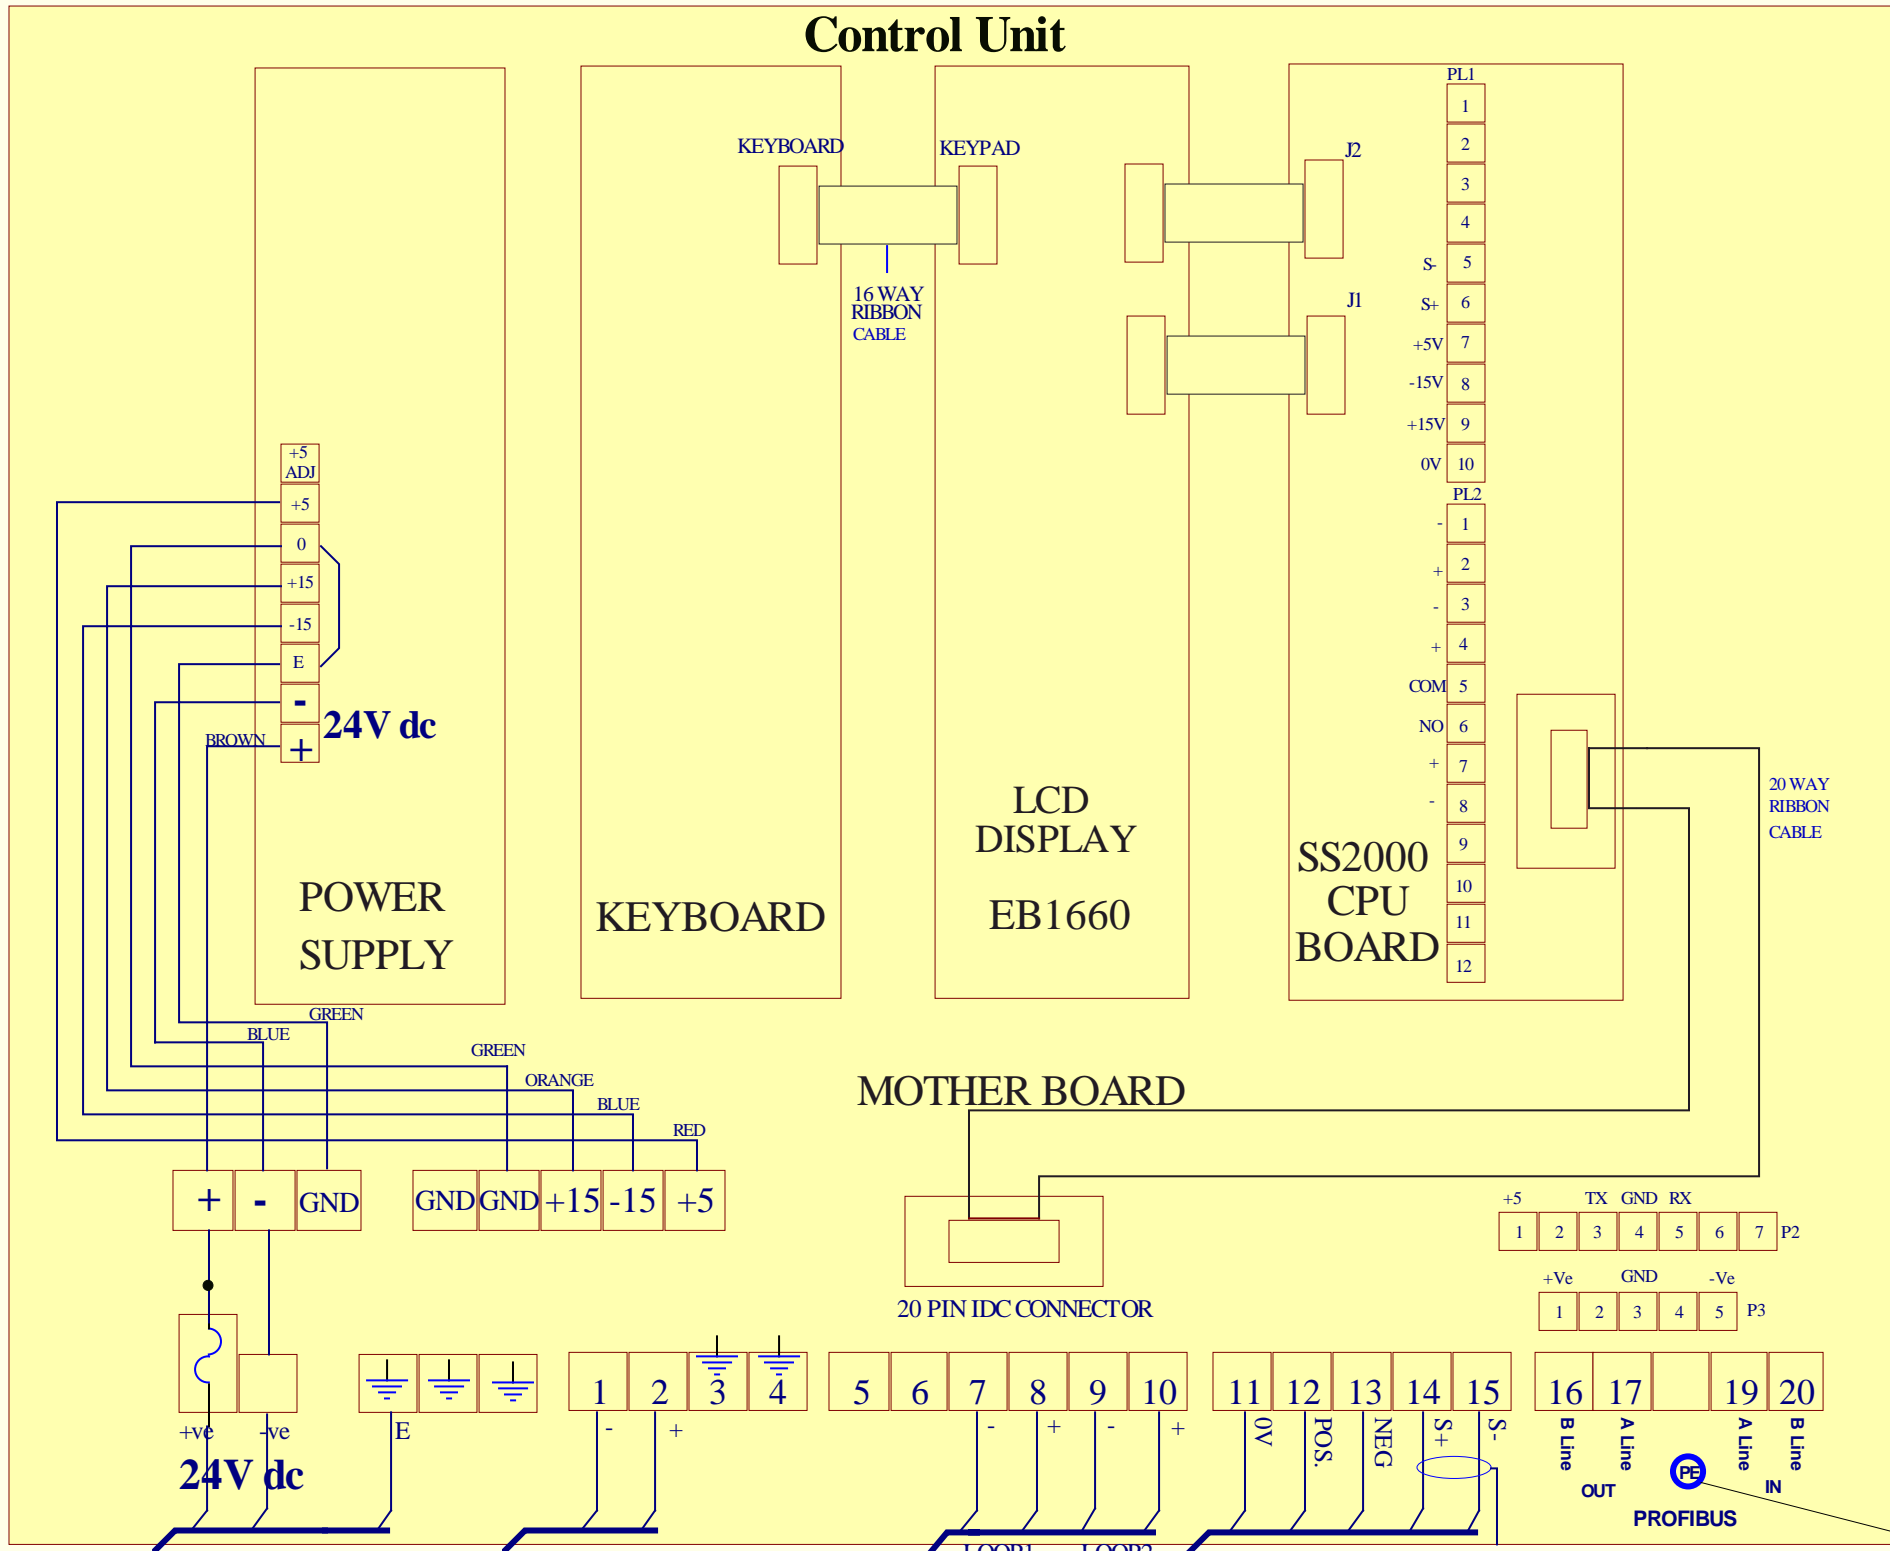 Control Unit
PL1
1
2
3
4
S- 5
S+ 6
+5V 7
-15V 8
+15V 9
0V 10
PL2
- 1
+ 2
- 3
+ 4
COM 5
NO 6
+ 7
- 8
9
10
11
12
J2
J1
KEYBOARD
KEYPAD
16 WAY
RIBBON
CABLE
+5
ADJ
+5
0
+15
-15
E
-
+
24V dc
BROWN
POWER
SUPPLY
KEYBOARD
LCD
DISPLAY
EB1660
SS2000
CPU
BOARD
20 WAY
RIBBON
CABLE
GREEN
BLUE
GREEN
ORANGE
BLUE
RED
MOTHER BOARD
+ - GND
GND GND +15 -15 +5
20 PIN IDC CONNECTOR
+5 TX GND RX
1 2 3 4 5 6 7 P2
+Ve GND -Ve
1 2 3 4 5 P3
1 2 3 4
5 6 7 8 9 10
11 12 13 14 15
16 17 19 20
+ve -ve
24V dc
E
- +
- + - +
0V
POS.
NEG
S+
S-
B Line
A Line
A Line
B Line
OUT
PE
IN
PROFIBUS
LOOP1 LOOP2